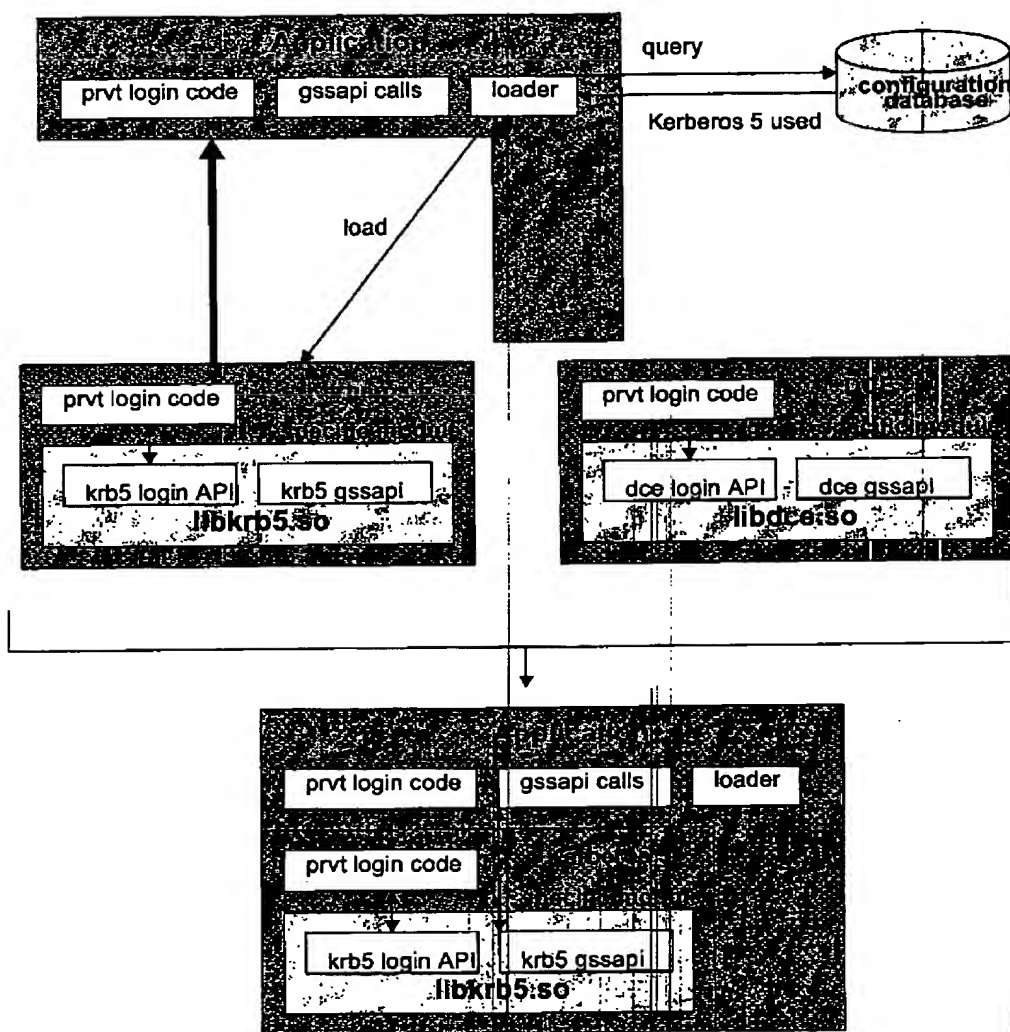 Application
prvt login code
gssapi calls
loader
query
configuration
database
Kerberos 5 used
load
prvt login code
krb5 login API
krb5 gssapi
libkrb5.so
prvt login code
dce login API
dce gssapi
libdce.so
prvt login code
gssapi calls
loader
prvt login code
krb5 login API
krb5 gssapi
libkrb5.so